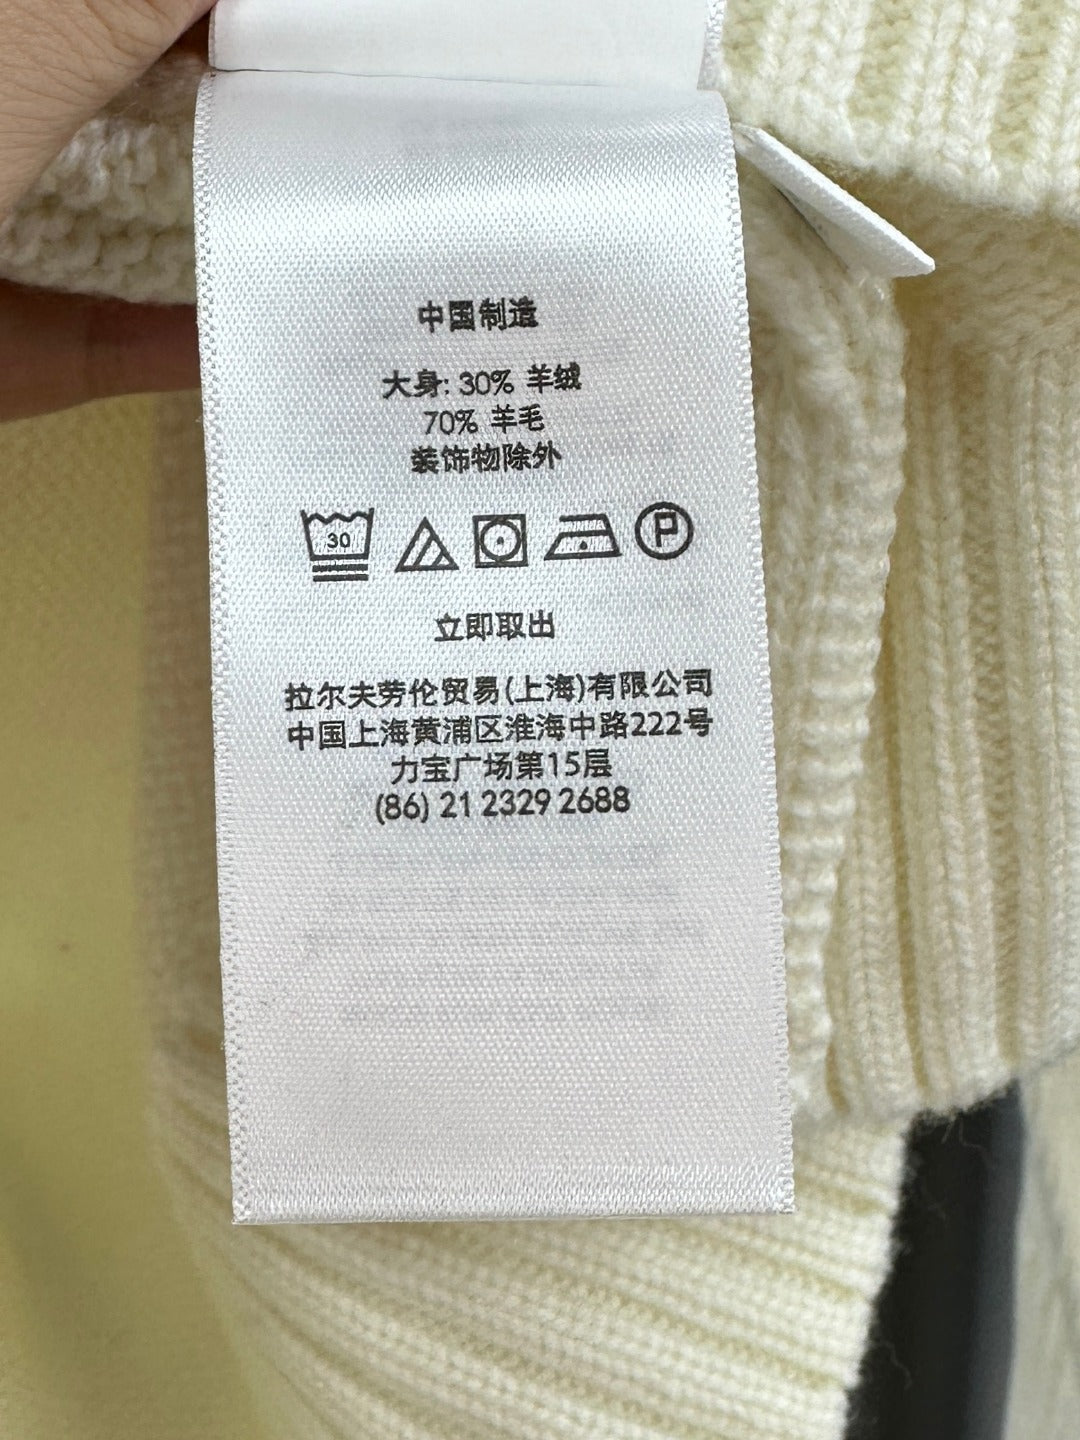 中国制造
大身: 30% 羊绒
70% 羊毛
装饰物除外
30
P
立即取出
拉尔夫劳伦贸易(上海)有限公司
中国上海黄浦区淮海中路222号
力宝广场第15层
(86) 21 2329 2688